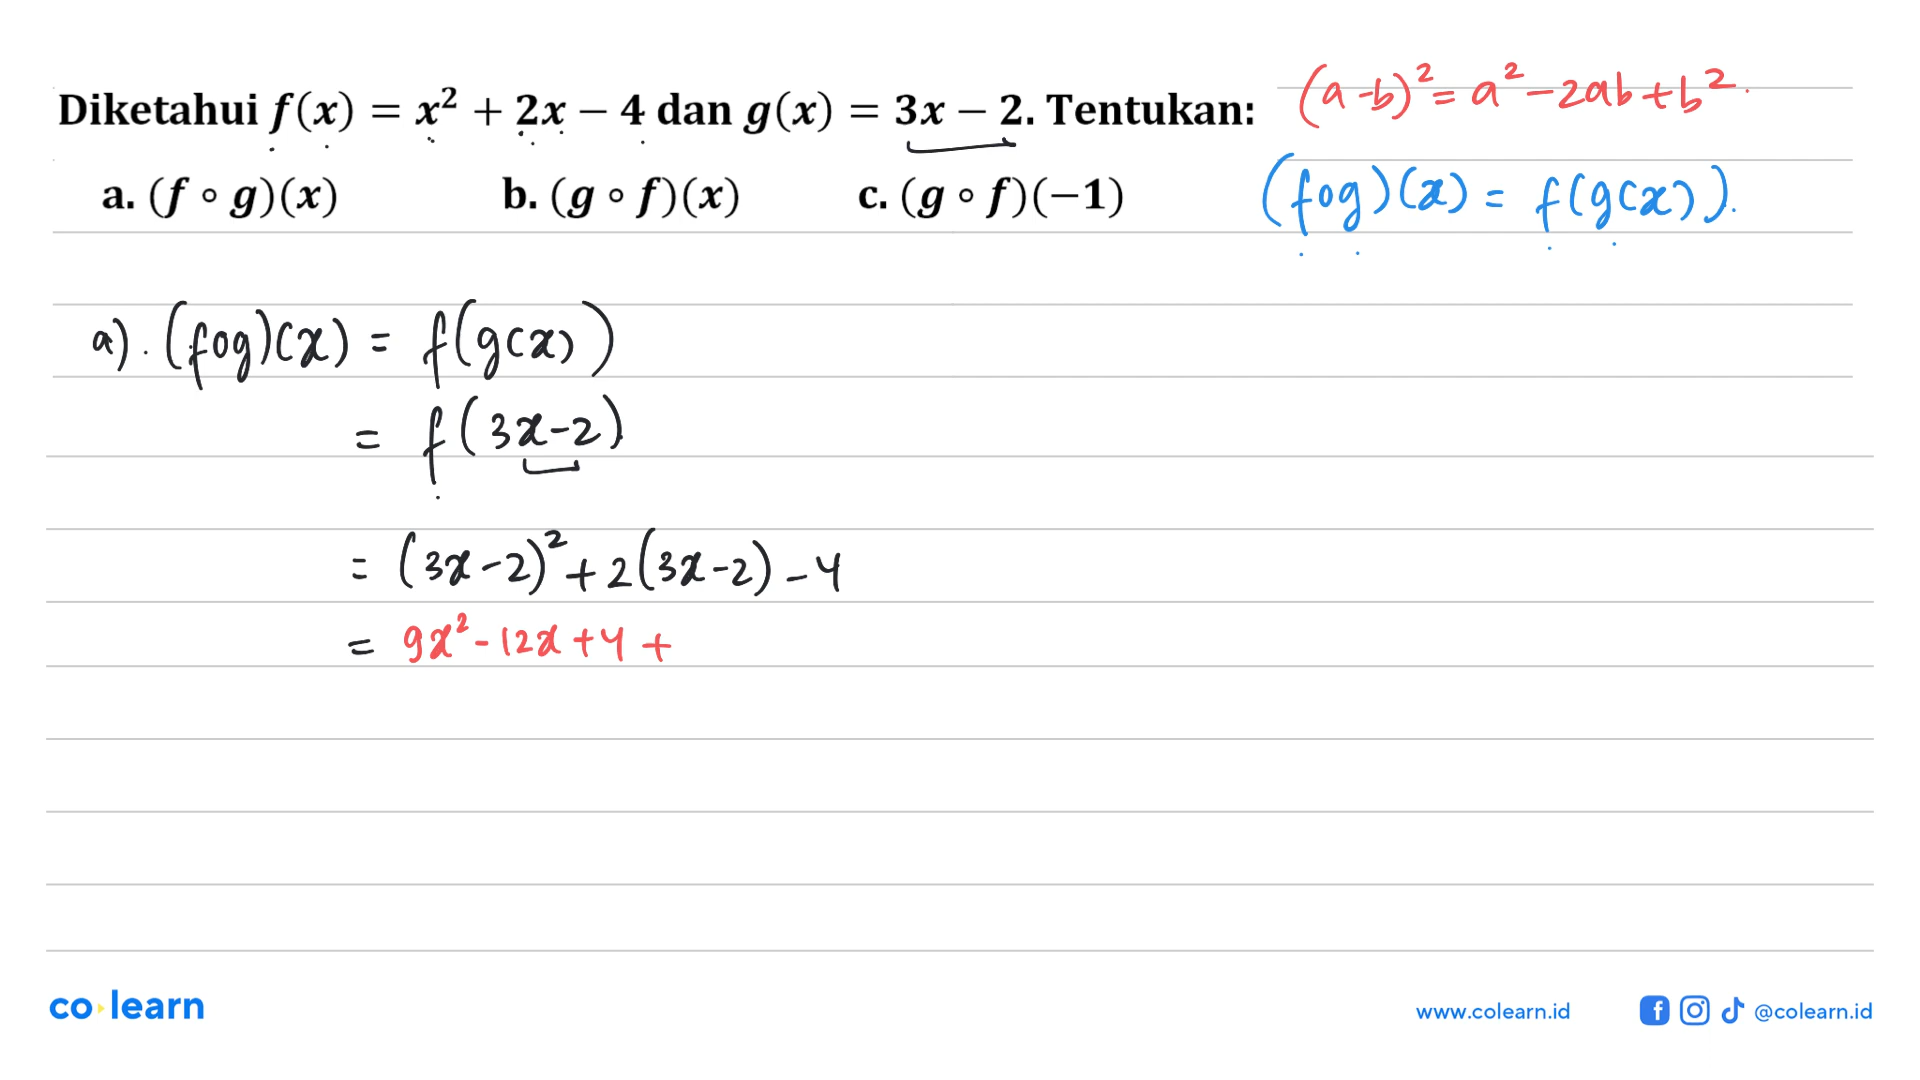 Diketahui f(x) = x² + 2x − 4 dan g(x) = 3x − 2. Tentukan:
(a-b)² = a² - 2ab + b².
a. (f ∘ g)(x) b. (g ∘ f)(x) c. (g ∘ f)(−1)
(fog)(x) = f(g(x)).
a). (fog)(x) = f(g(x))
= f(3x-2)
= (3x-2)² + 2(3x-2) - 4
= 9x² - 12x + 4 +
co learn
www.colearn.id
@colearn.id